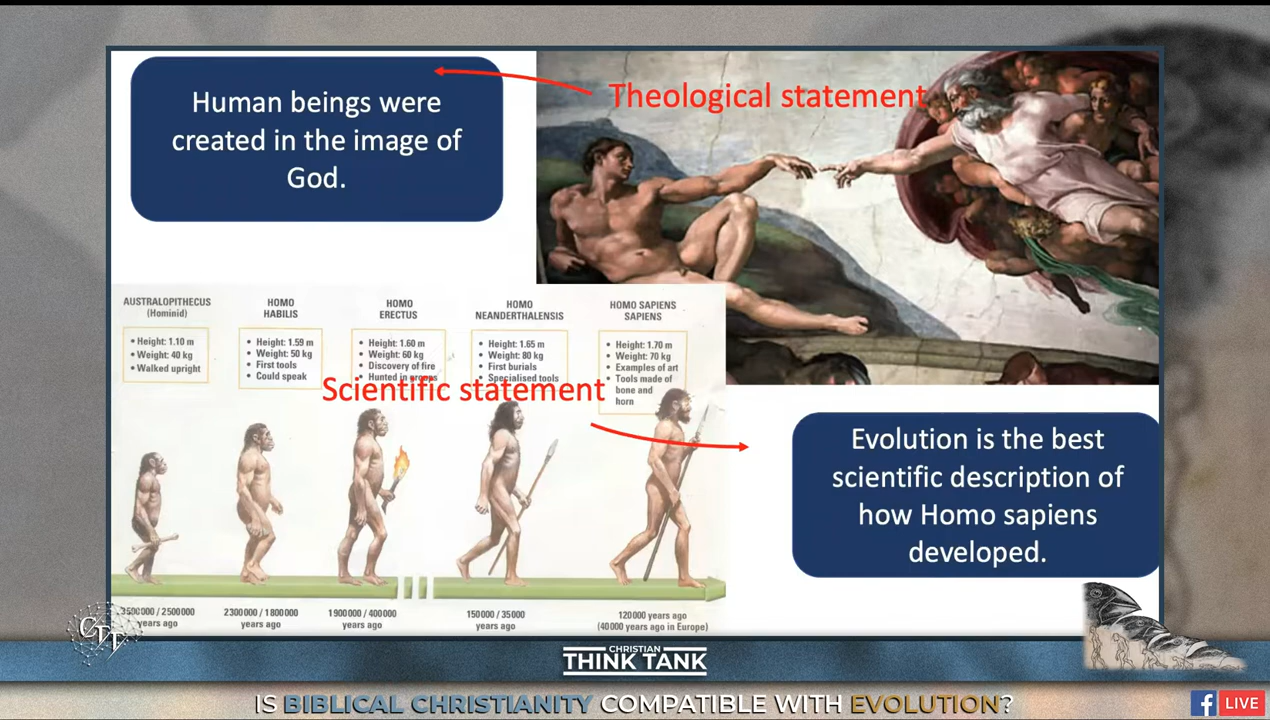 Human beings were
created in the image of
God.
Theological statement
AUSTRALOPITHECUS
(Hominid)
• Height: 1.10 m
• Weight: 40 kg
• Walked upright
HOMO
HABILIS
• Height: 1.59 m
• Weight: 50 kg
• First tools
• Could speak
HOMO
ERECTUS
• Height: 1.60 m
• Weight: 60 kg
• Discovery of fire
• Hunted in groups
HOMO
NEANDERTHALENSIS
• Height: 1.65 m
• Weight: 80 kg
• First burials
• Specialised tools
HOMO SAPIENS
SAPIENS
• Height: 1.70 m
• Weight: 70 kg
• Examples of art
• Tools made of
bone and
horn
Scientific statement
Evolution is the best
scientific description of
how Homo sapiens
developed.
3500000 / 2500000
years ago
2300000 / 1800000
years ago
1900000 / 400000
years ago
150000 / 35000
years ago
120000 years ago
(40000 years ago in Europe)
CTT
CHRISTIAN
THINK TANK
IS BIBLICAL CHRISTIANITY COMPATIBLE WITH EVOLUTION?
f LIVE